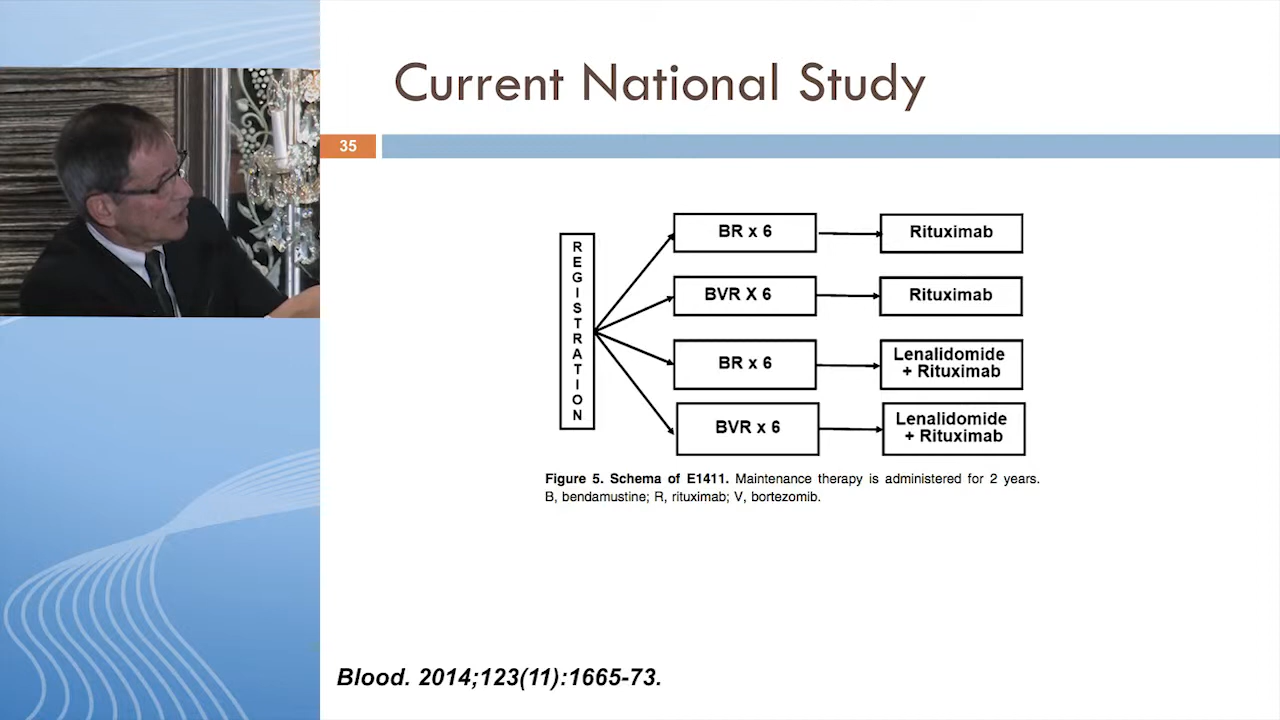 Current National Study
35
REGISTRATION
BR x 6
Rituximab
BVR X 6
Rituximab
BR x 6
Lenalidomide
+ Rituximab
BVR x 6
Lenalidomide
+ Rituximab
Figure 5. Schema of E1411. Maintenance therapy is administered for 2 years.
B, bendamustine; R, rituximab; V, bortezomib.
Blood. 2014;123(11):1665-73.